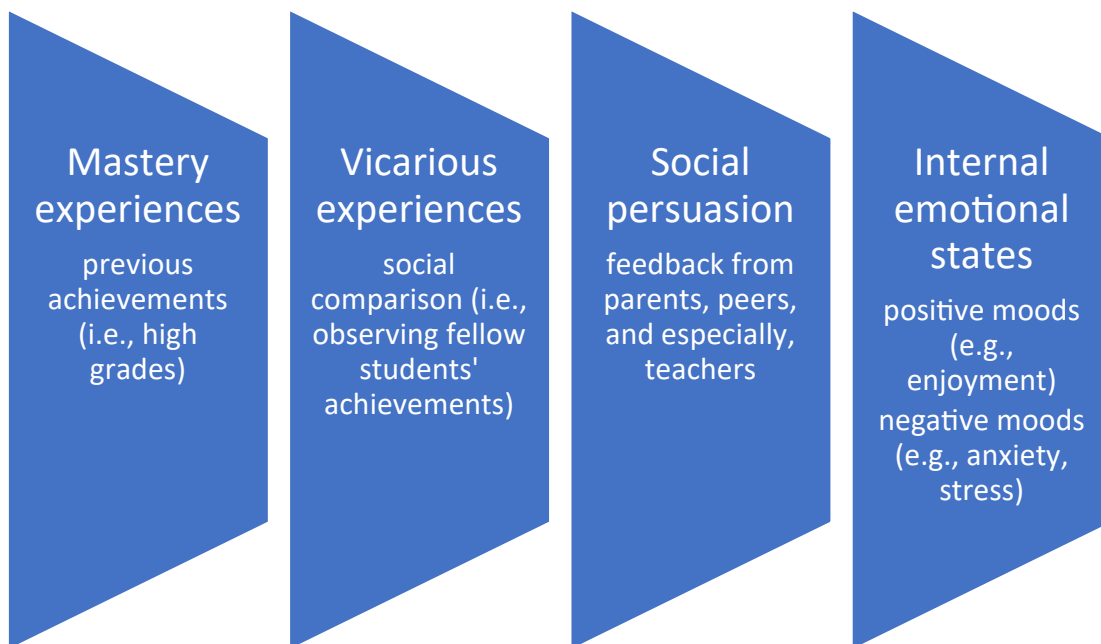 Mastery
experiences
previous
achievements
(i.e., high
grades)
Vicarious
experiences
social
comparison (i.e.,
observing fellow
students'
achievements)
Social
persuasion
feedback from
parents, peers,
and especially,
teachers
Internal
emotional
states
positive moods
(e.g.,
enjoyment)
negative moods
(e.g., anxiety,
stress)